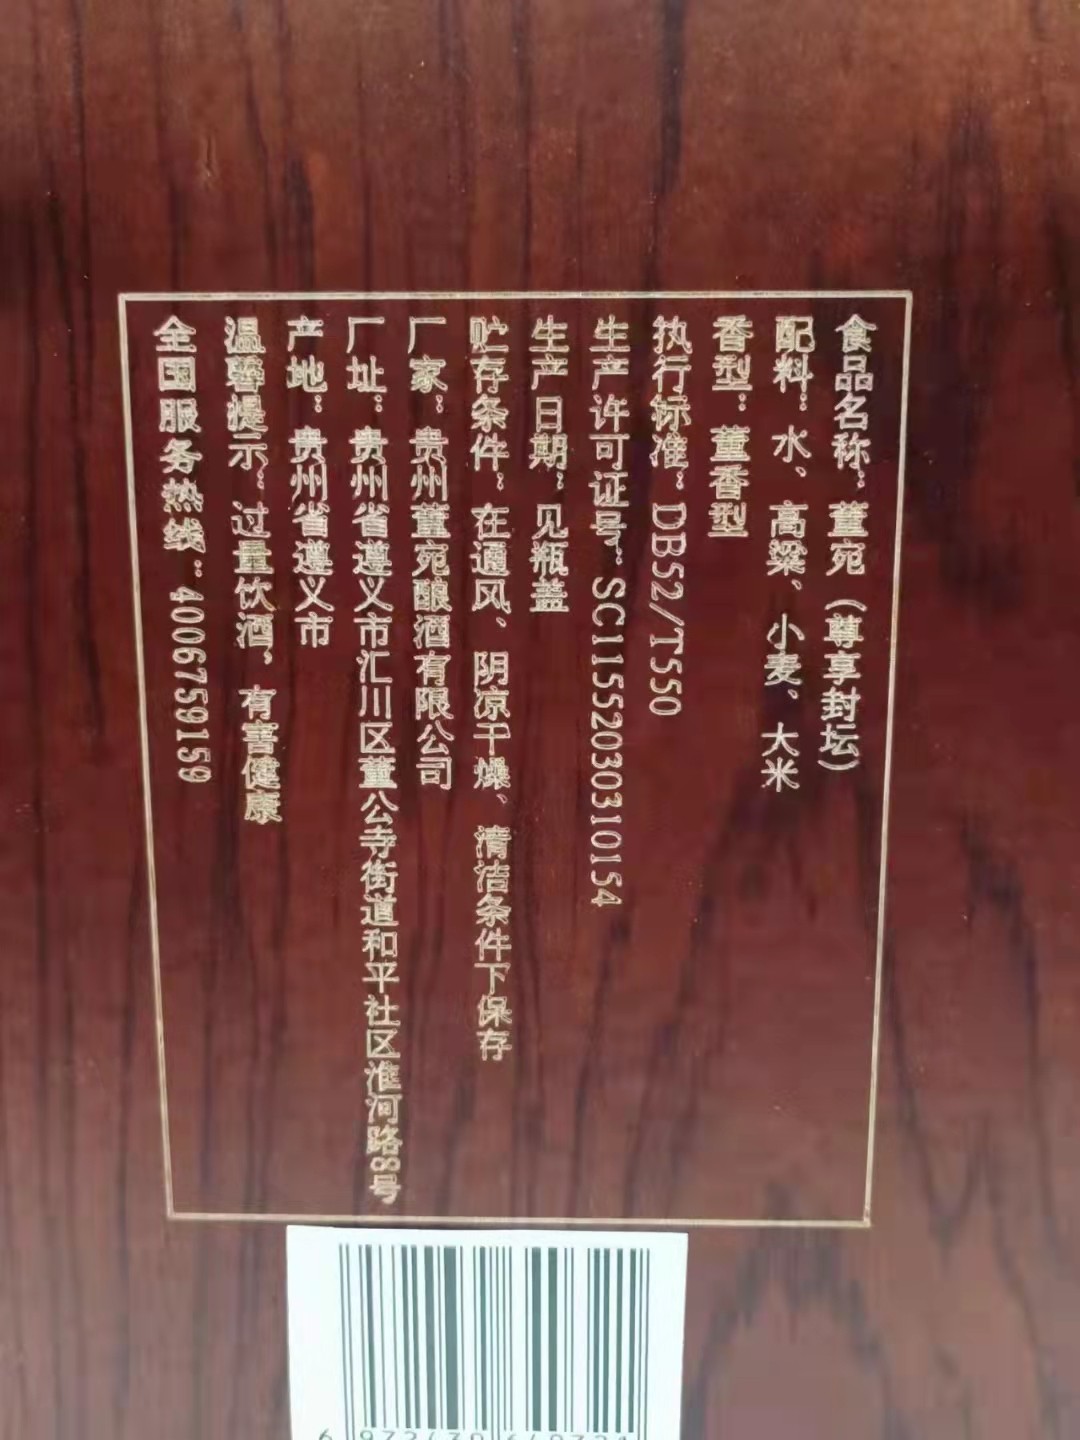 食品名称：董宛（尊享封坛）
配料：水、高粱、小麦、大米
香型：董香型
执行标准：DB52/T550
生产许可证号：SC11552030310154
生产日期：见瓶盖
贮存条件：在通风、阴凉干燥、清洁条件下保存
厂家：贵州董宛酿酒有限公司
厂址：贵州省遵义市汇川区董公寺街道和平社区淮河路8号
产地：贵州省遵义市
温馨提示：过量饮酒，有害健康
全国服务热线：4006759159